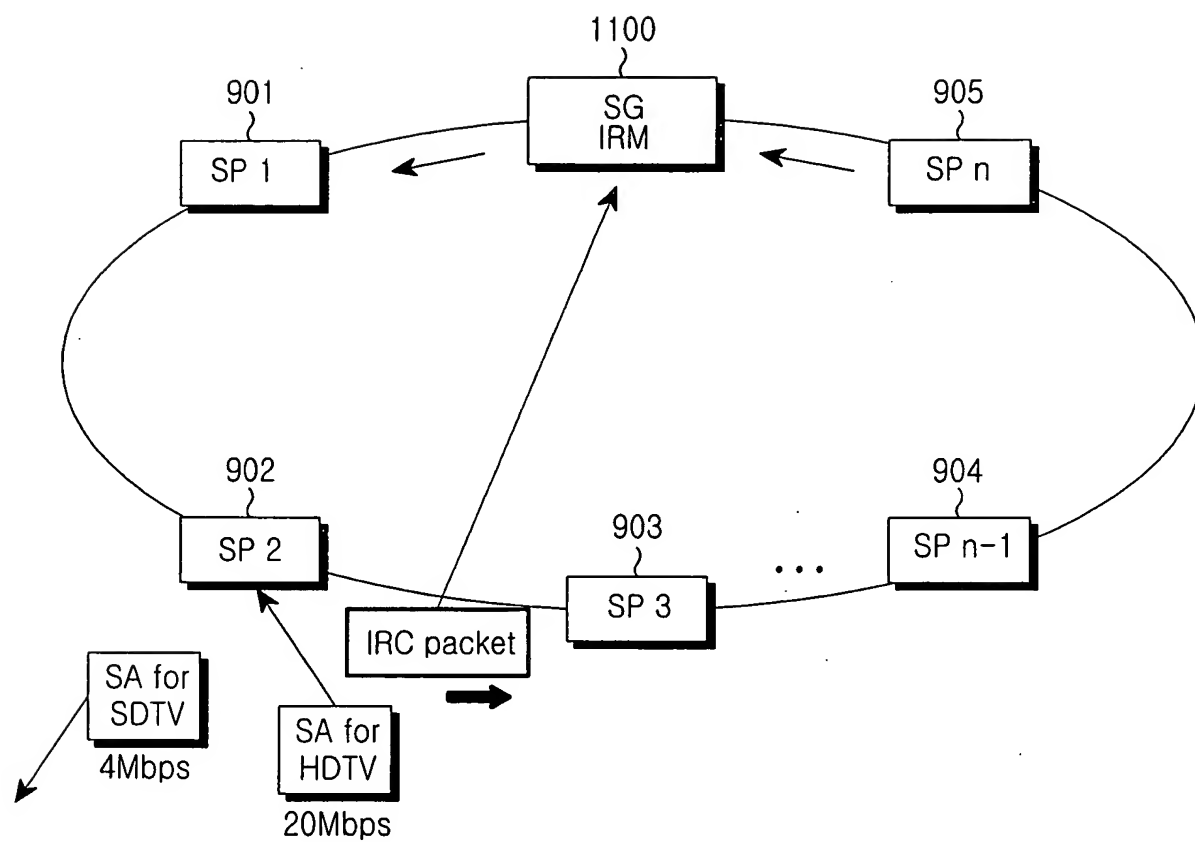 1100
SG
IRM
901
SP 1
905
SP n
902
SP 2
903
SP 3
904
SP n-1
...
IRC packet
SA for
SDTV
4Mbps
SA for
HDTV
20Mbps